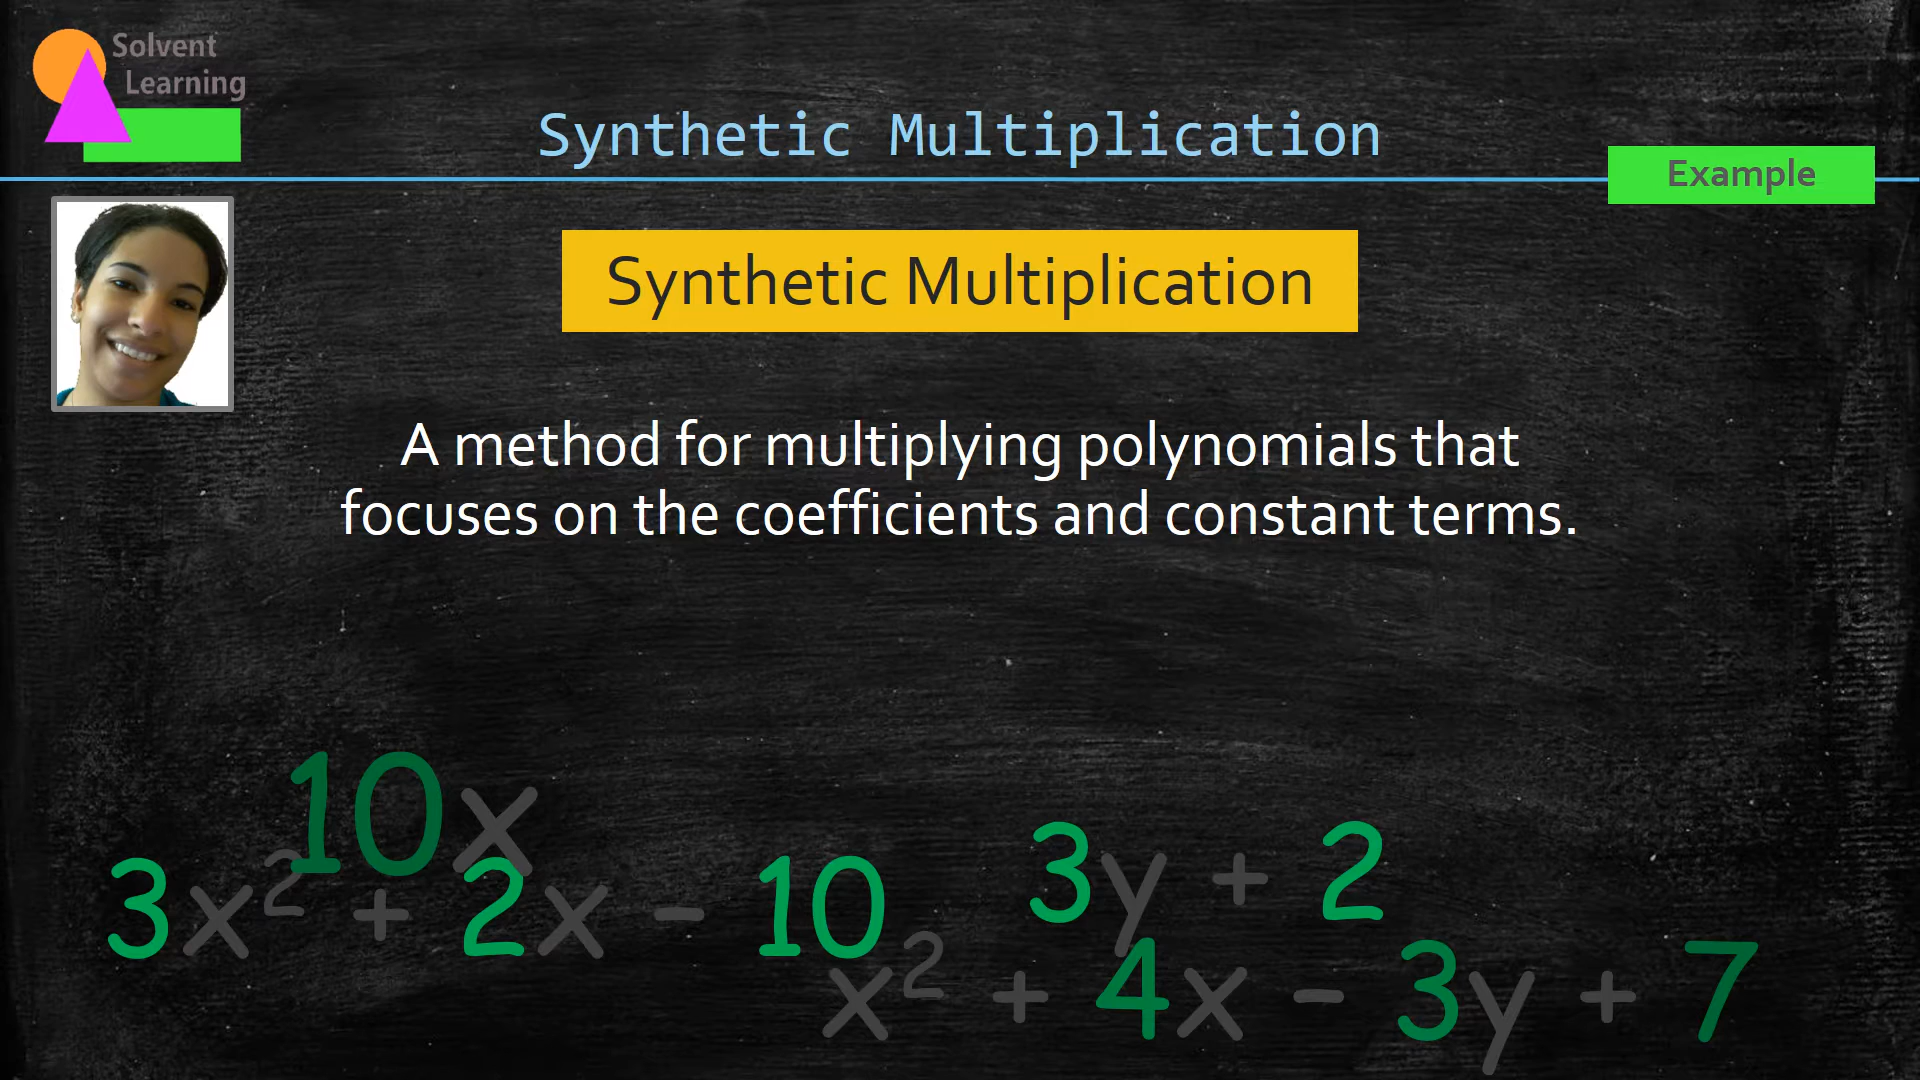 Solvent
Learning
Synthetic Multiplication
Example
Synthetic Multiplication
A method for multiplying polynomials that
focuses on the coefficients and constant terms.
10x
3x² + 2x - 10
3y + 2
x² + 4x - 3y + 7